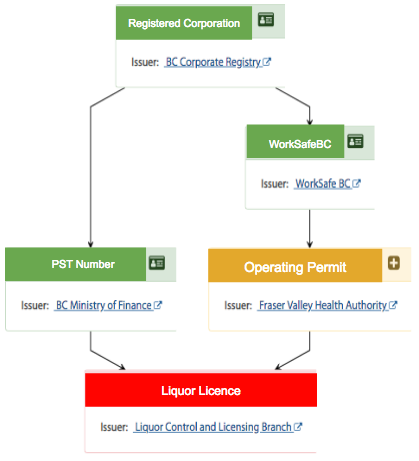 Registered Corporation
Issuer: BC Corporate Registry
WorkSafeBC
Issuer: WorkSafe BC
PST Number
Issuer: BC Ministry of Finance
Operating Permit
Issuer: Fraser Valley Health Authority
Liquor Licence
Issuer: Liquor Control and Licensing Branch